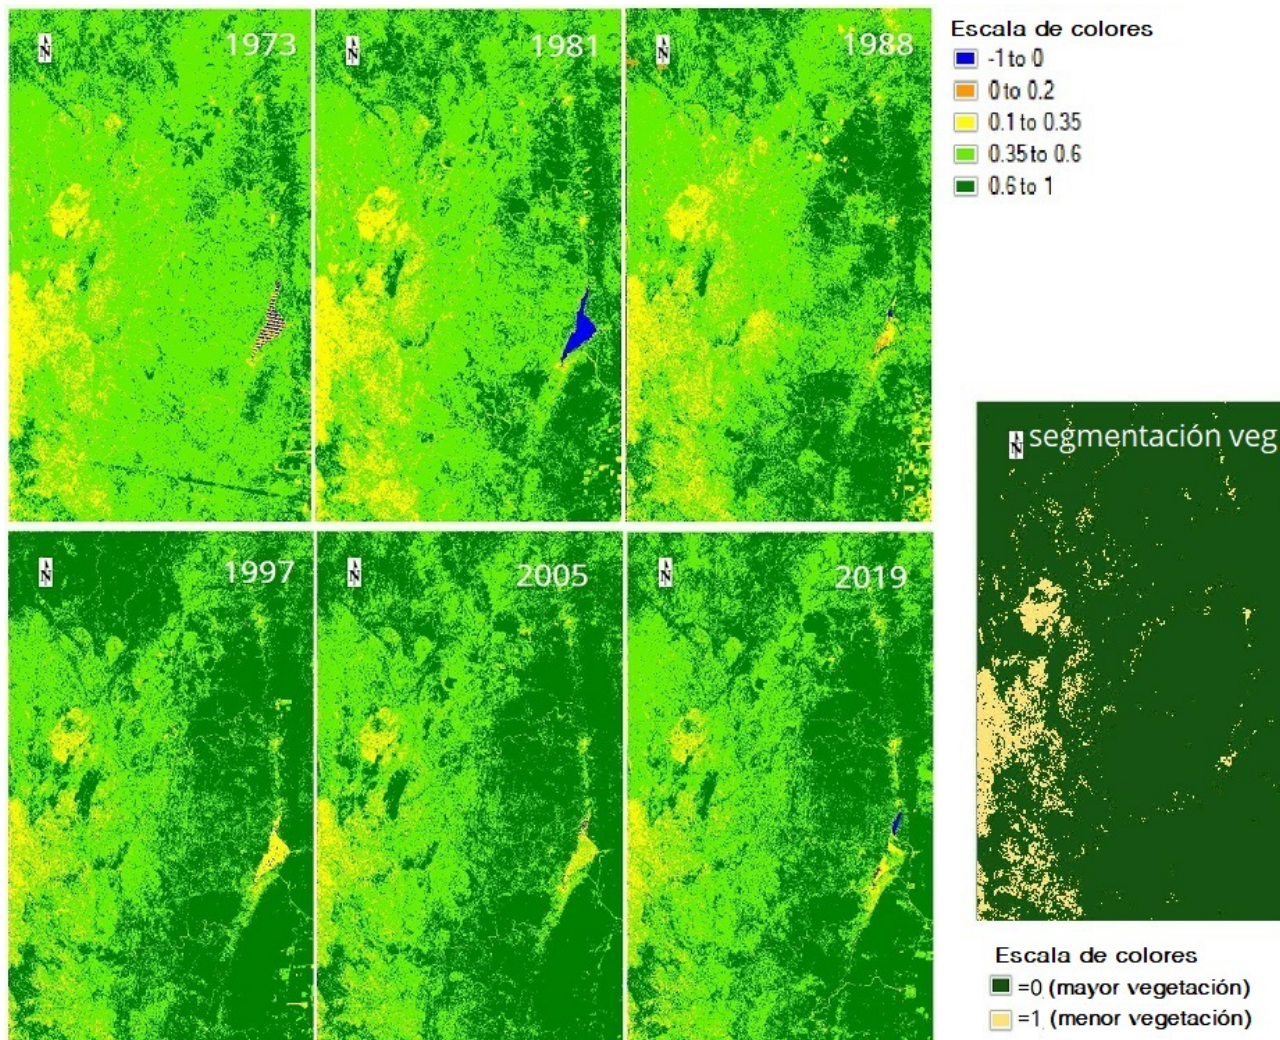 1973
1981
1988
Escala de colores
-1 to 0
0 to 0.2
0.1 to 0.35
0.35 to 0.6
0.6 to 1
N
N
N
N segmentación veg
1997
2005
2019
N
N
N
Escala de colores
=0 (mayor vegetación)
=1 (menor vegetación)